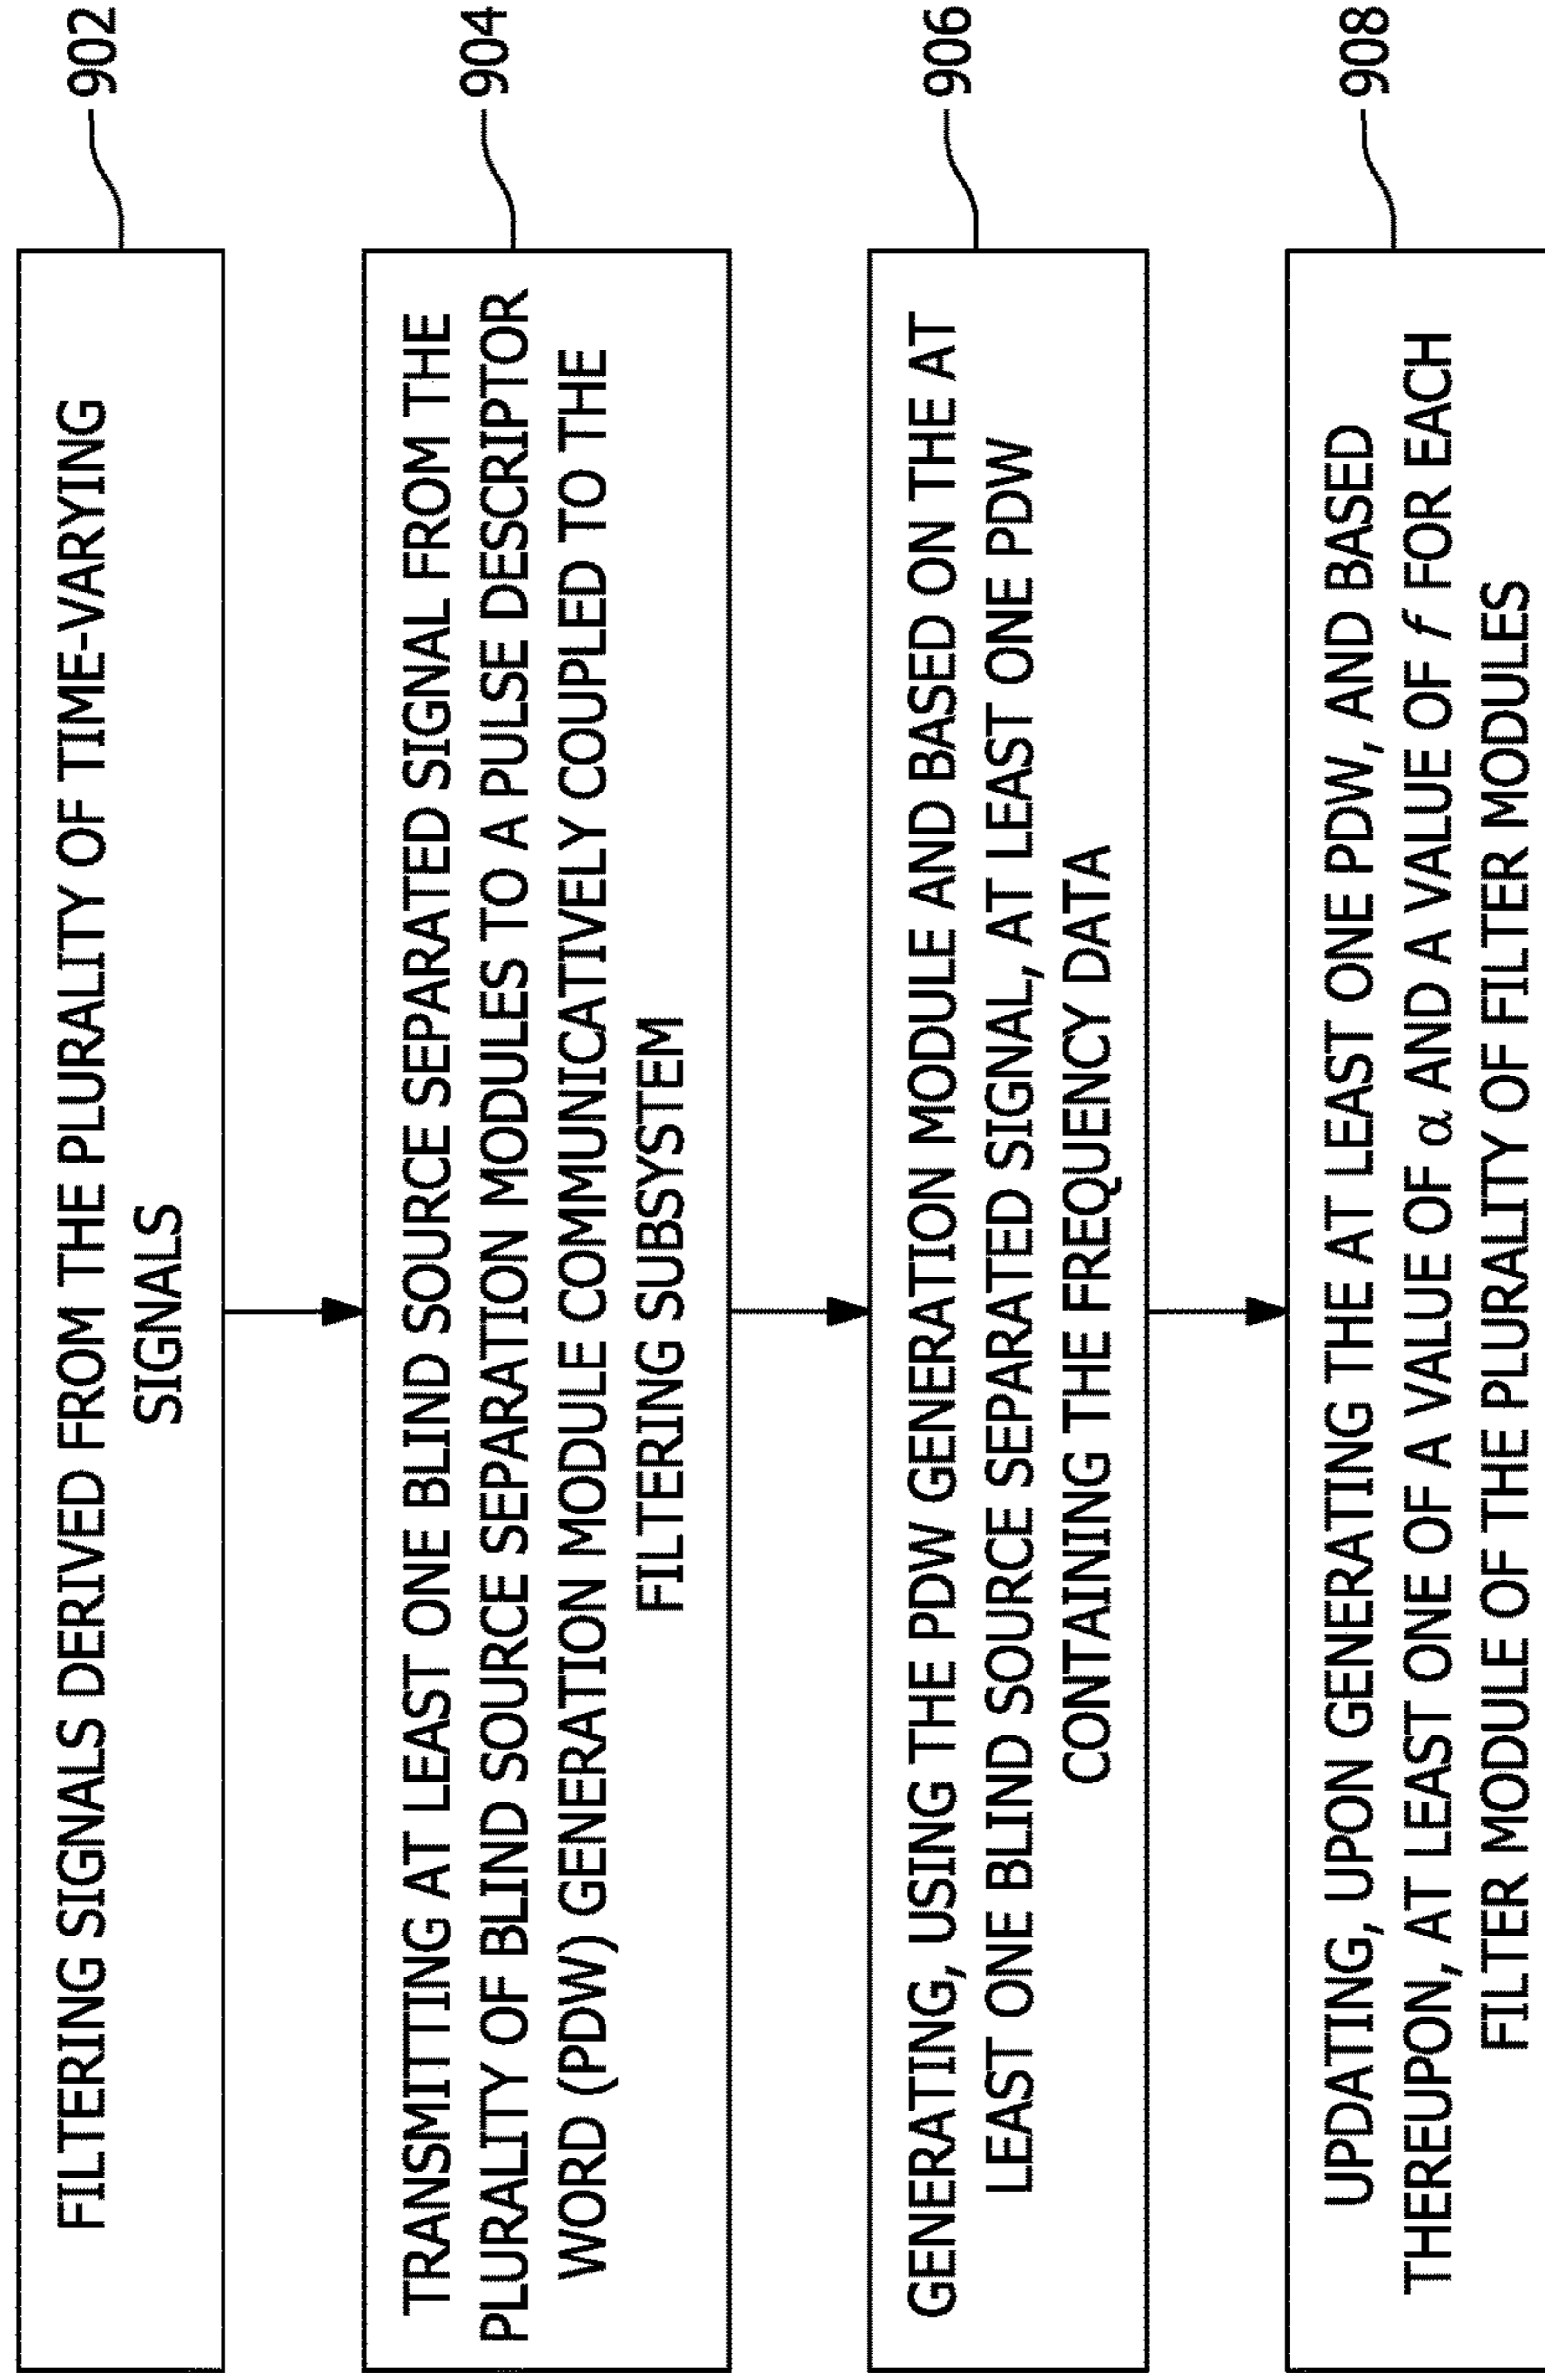 FILTERING SIGNALS DERIVED FROM THE PLURALITY OF TIME-VARYING
SIGNALS
902
TRANSMITTING AT LEAST ONE BLIND SOURCE SEPARATED SIGNAL FROM THE
PLURALITY OF BLIND SOURCE SEPARATION MODULES TO A PULSE DESCRIPTOR
WORD (PDW) GENERATION MODULE COMMUNICATIVELY COUPLED TO THE
FILTERING SUBSYSTEM
904
GENERATING, USING THE PDW GENERATION MODULE AND BASED ON THE AT
LEAST ONE BLIND SOURCE SEPARATED SIGNAL, AT LEAST ONE PDW
CONTAINING THE FREQUENCY DATA
906
UPDATING, UPON GENERATING THE AT LEAST ONE PDW, AND BASED
THEREUPON, AT LEAST ONE OF A VALUE OF α AND A VALUE OF f FOR EACH
FILTER MODULE OF THE PLURALITY OF FILTER MODULES
908